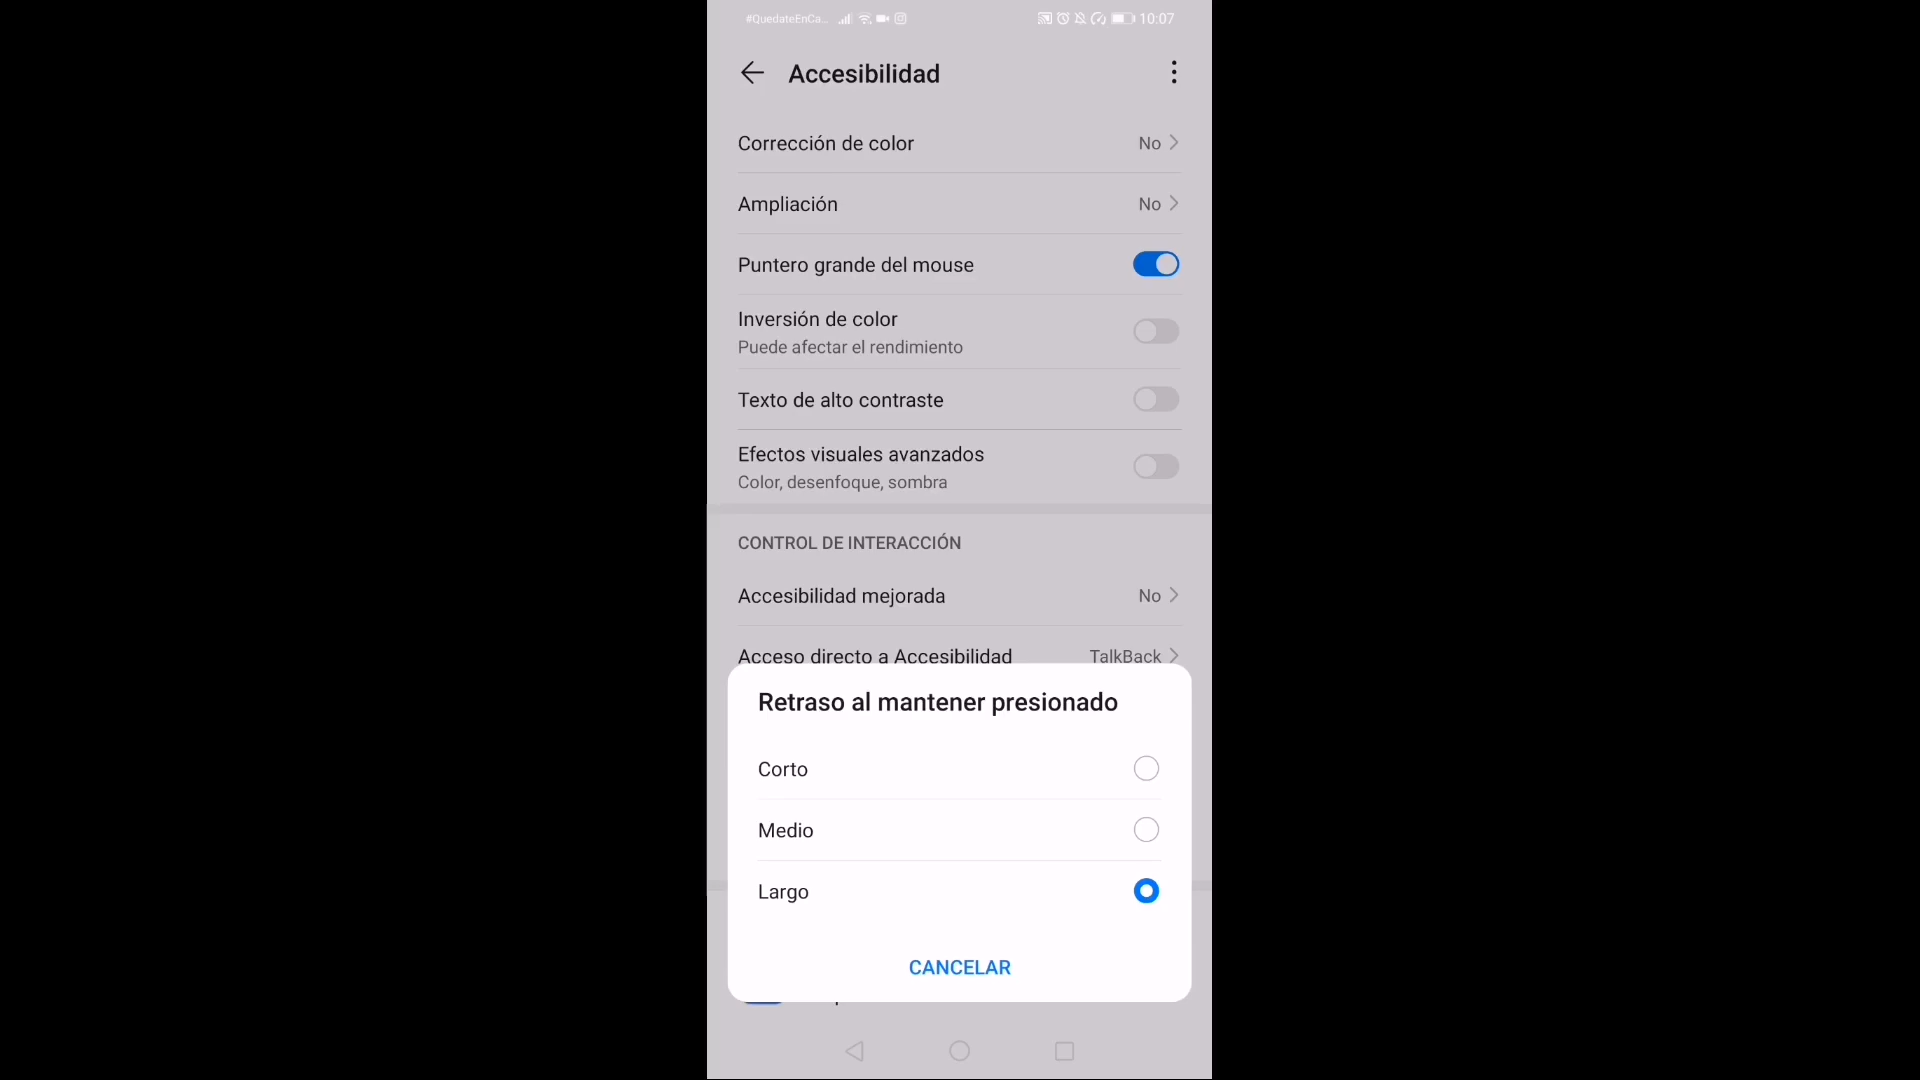 #QuedateEnCa... 10:07
Accesibilidad
Corrección de color No
Ampliación No
Puntero grande del mouse
Inversión de color
Puede afectar el rendimiento
Texto de alto contraste
Efectos visuales avanzados
Color, desenfoque, sombra
CONTROL DE INTERACCIÓN
Accesibilidad mejorada No
Acceso directo a Accesibilidad TalkBack
Retraso al mantener presionado
Corto
Medio
Largo
CANCELAR